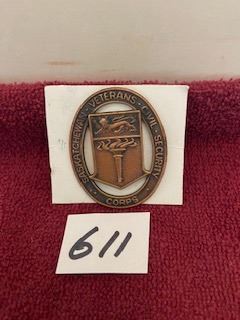 SASKATCHEWAN · VETERANS · CIVIL · SECURITY
CORPS
611